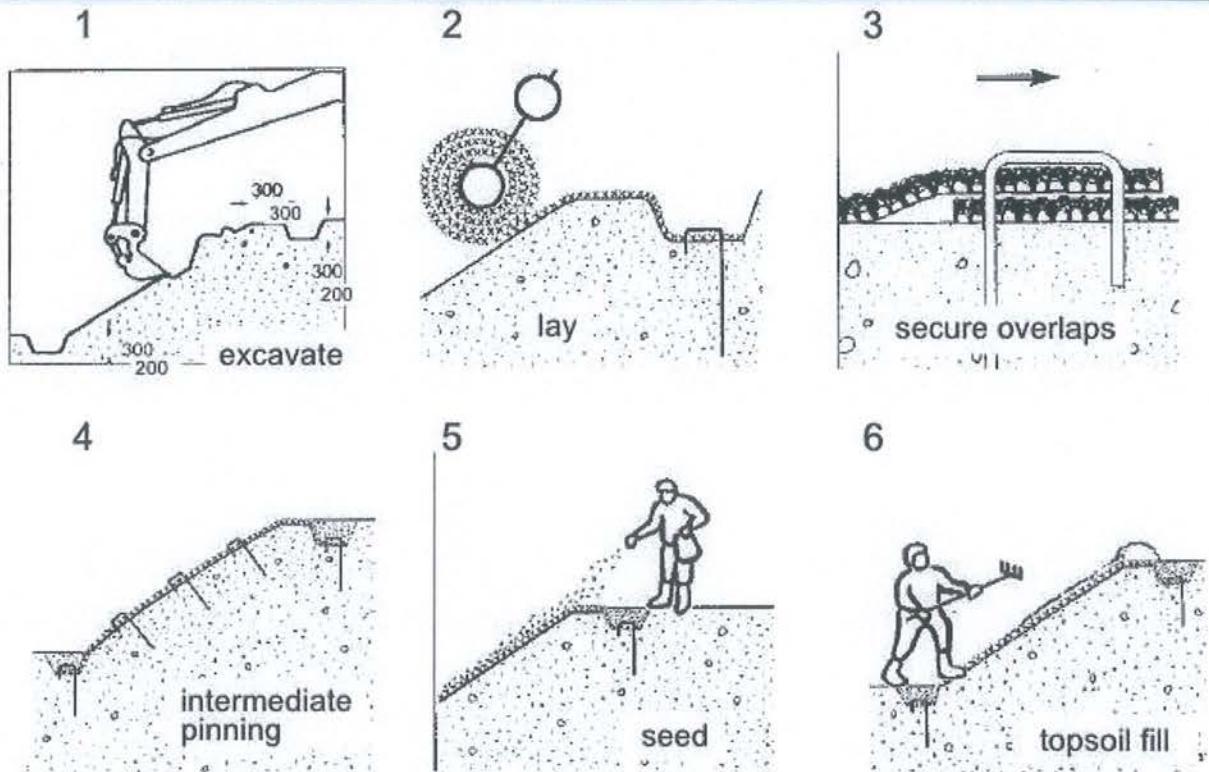 1
300
300
300
200
300
200
excavate
2
lay
3
secure overlaps
4
intermediate
pinning
5
seed
6
topsoil fill